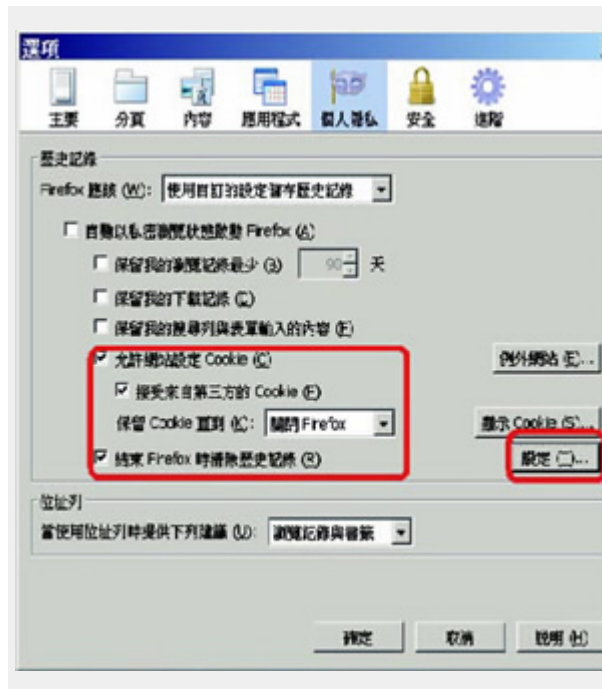 選項
主要 分頁 內容 應用程式 個人隱私 安全 進階
歷史記錄
Firefox 應該 (W): 使用自訂的設定儲存歷史記錄
自動以私密瀏覽狀態啟動 Firefox (A)
保留我的瀏覽記錄最少 (B) 90 天
保留我的下載記錄
保留我的搜尋列與表單輸入的內容 (F)
允許網站設定 Cookie (C) 例外網站 (E)...
接受來自第三方的 Cookie
保留 Cookie 直到 (K): 關閉 Firefox 顯示 Cookie (S)...
結束 Firefox 時清除歷史記錄 (R) 設定
位址列
當使用位址列時提供下列建議 (U): 瀏覽記錄與書籤
確定 取消 說明 (H)